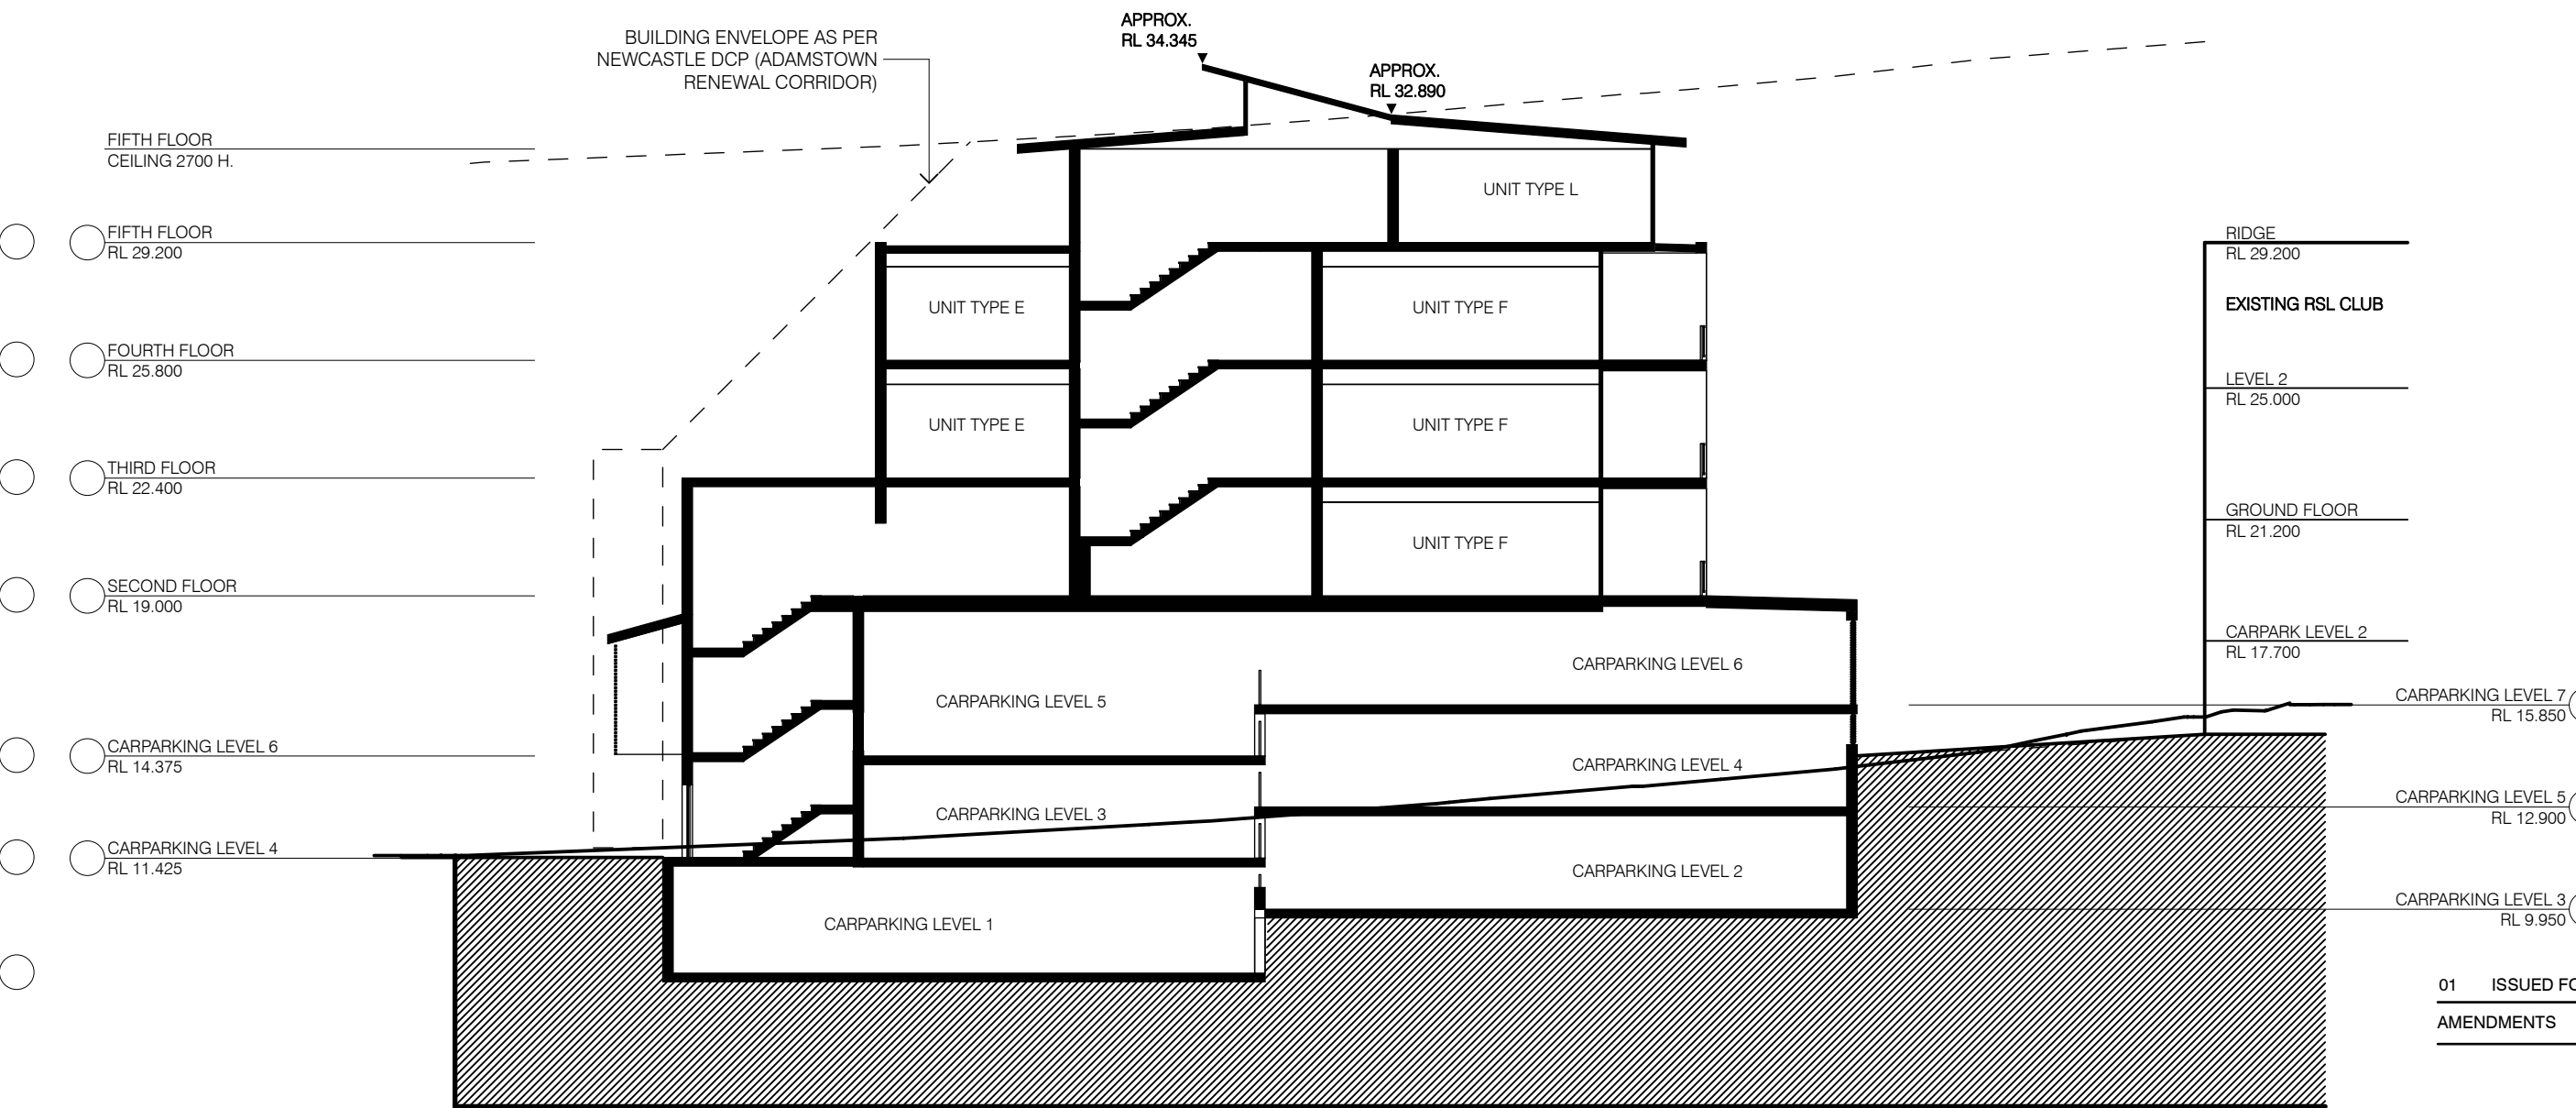 APPROX.
RL 34.345
BUILDING ENVELOPE AS PER
NEWCASTLE DCP (ADAMSTOWN
RENEWAL CORRIDOR)
APPROX.
RL 32.890
FIFTH FLOOR
CEILING 2700 H.
UNIT TYPE L
FIFTH FLOOR
RL 29.200
RIDGE
RL 29.200
UNIT TYPE E
UNIT TYPE F
EXISTING RSL CLUB
FOURTH FLOOR
RL 25.800
LEVEL 2
RL 25.000
UNIT TYPE E
UNIT TYPE F
THIRD FLOOR
RL 22.400
GROUND FLOOR
RL 21.200
UNIT TYPE F
SECOND FLOOR
RL 19.000
CARPARK LEVEL 2
RL 17.700
CARPARKING LEVEL 6
CARPARKING LEVEL 5
CARPARKING LEVEL 7
RL 15.850
CARPARKING LEVEL 6
RL 14.375
CARPARKING LEVEL 4
CARPARKING LEVEL 5
RL 12.900
CARPARKING LEVEL 3
CARPARKING LEVEL 4
RL 11.425
CARPARKING LEVEL 2
CARPARKING LEVEL 3
RL 9.950
CARPARKING LEVEL 1
01 ISSUED FO
AMENDMENTS